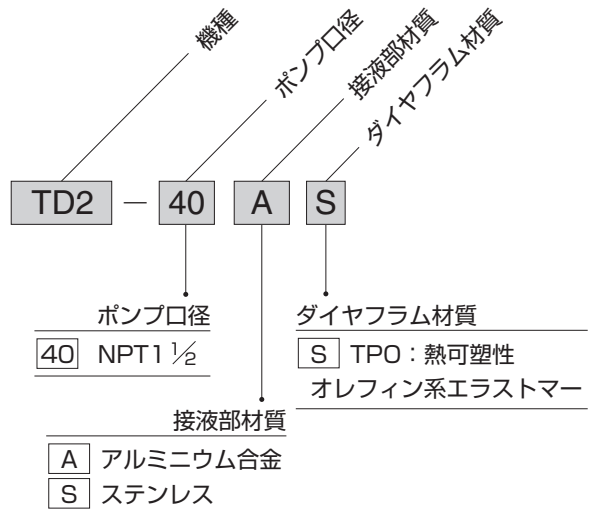 機種
ポンプ口径
接液部材質
ダイヤフラム材質
TD2 － 40 A S
ポンプ口径
40 NPT1 1/2
ダイヤフラム材質
S TPO：熱可塑性
オレフィン系エラストマー
接液部材質
A アルミニウム合金
S ステンレス